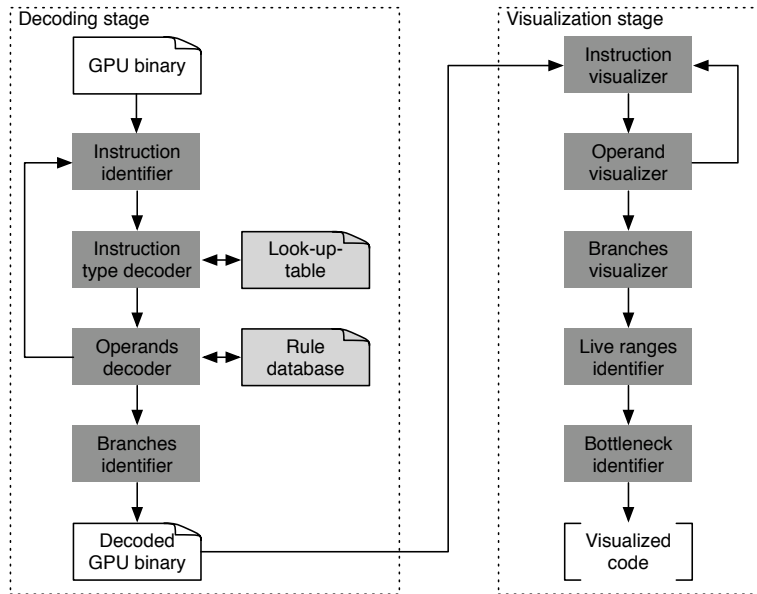 Decoding stage
GPU binary
Instruction
identifier
Instruction
type decoder
Look-up-
table
Operands
decoder
Rule
database
Branches
identifier
Decoded
GPU binary
Visualization stage
Instruction
visualizer
Operand
visualizer
Branches
visualizer
Live ranges
identifier
Bottleneck
identifier
Visualized
code